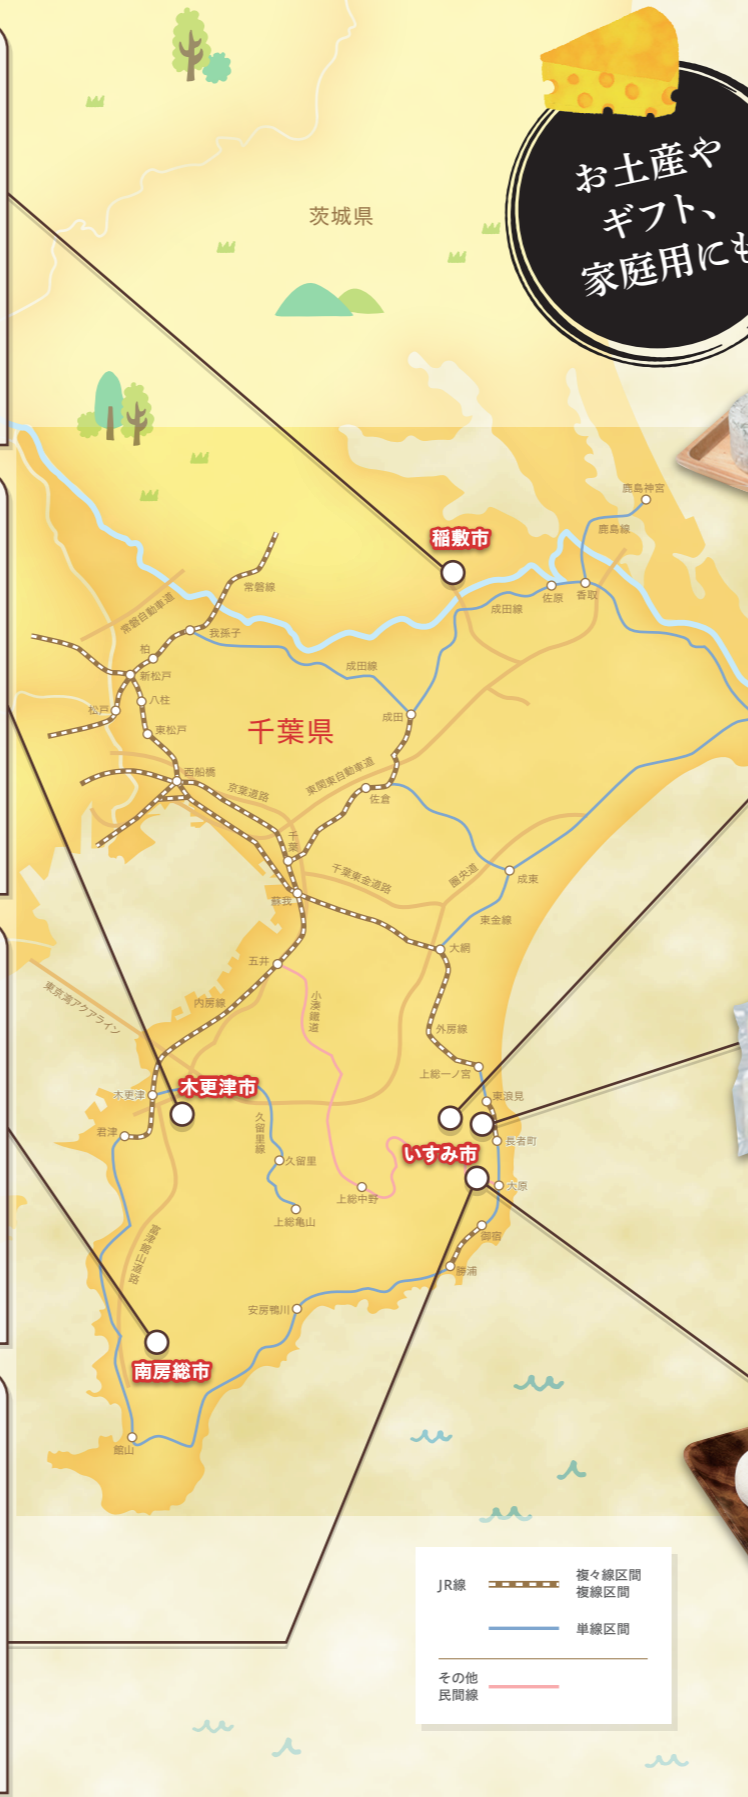 お土産や
ギフト、
家庭用にも
茨城県
鹿島神宮
鹿島線
稲敷市
常磐線
佐原
香取
成田線
常磐自動車道
我孫子
柏
成田線
新松戸
八柱
松戸
成田
東松戸
千葉県
西船橋
東関東自動車道
京葉道路
佐倉
千葉
千葉東金道路
圏央道
成東
蘇我
東金線
大網
五井
東京湾アクアライン
内房線
小湊鐵道
外房線
上総一ノ宮
木更津市
木更津
東浪見
君津
久留里線
長者町
いすみ市
久留里
大原
上総中野
上総亀山
御宿
富津館山道路
勝浦
安房鴨川
南房総市
館山
JR線
複々線区間
複線区間
単線区間
その他
民間線